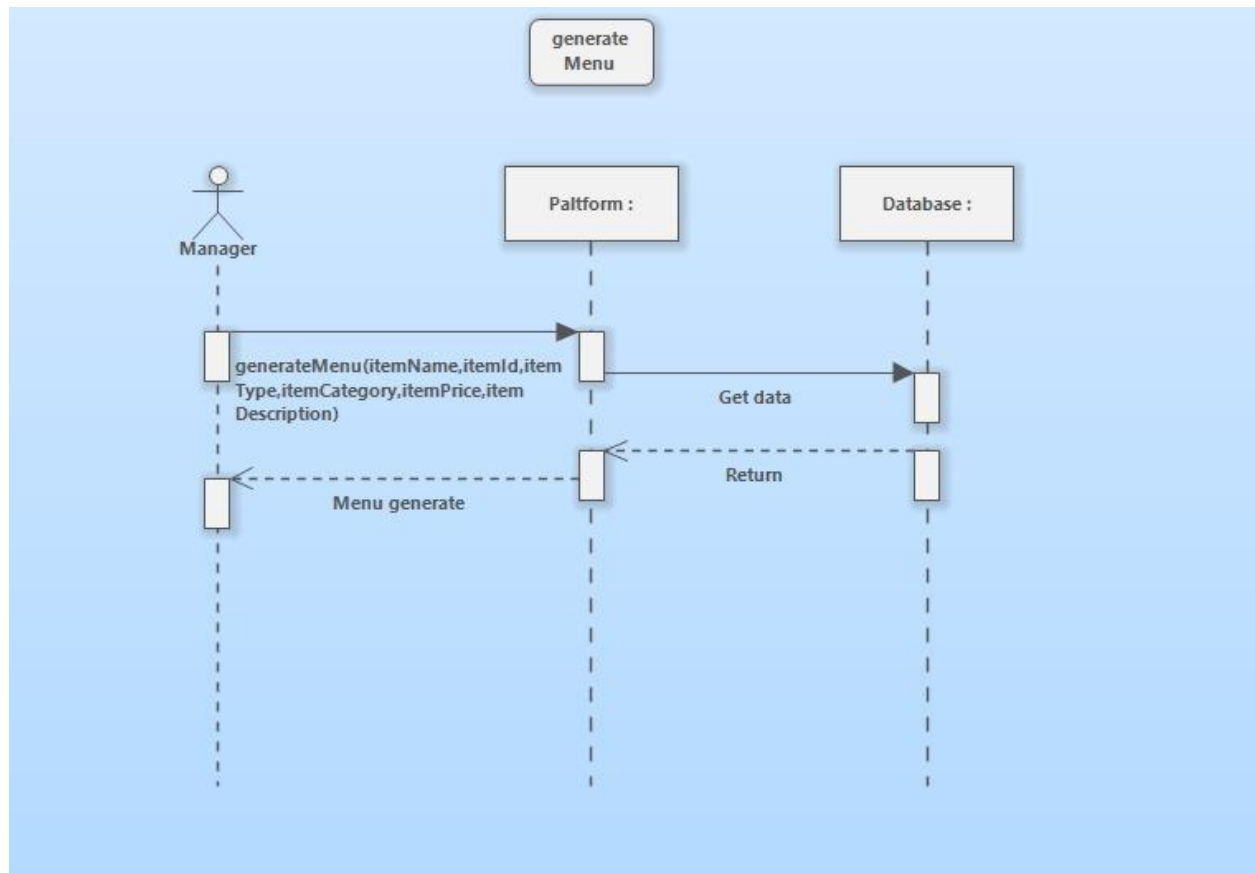 generate
Menu
Manager
Paltform :
Database :
generateMenu(itemName,itemId,item
Type,itemCategory,itemPrice,item
Description)
Get data
Return
Menu generate